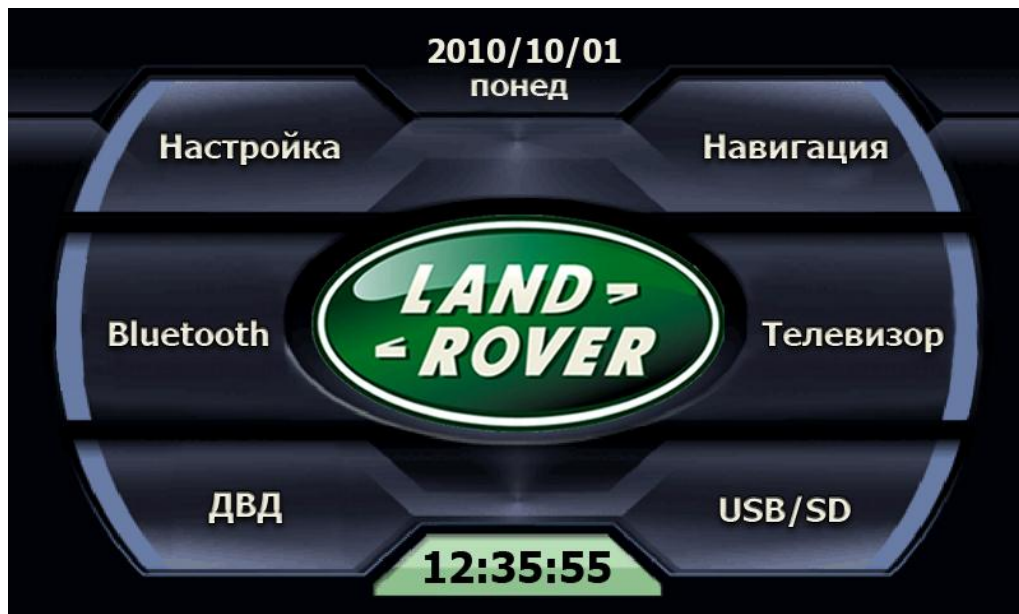 2010/10/01
понед
Настройка
Навигация
LAND
ROVER
Bluetooth
Телевизор
ДВД
USB/SD
12:35:55